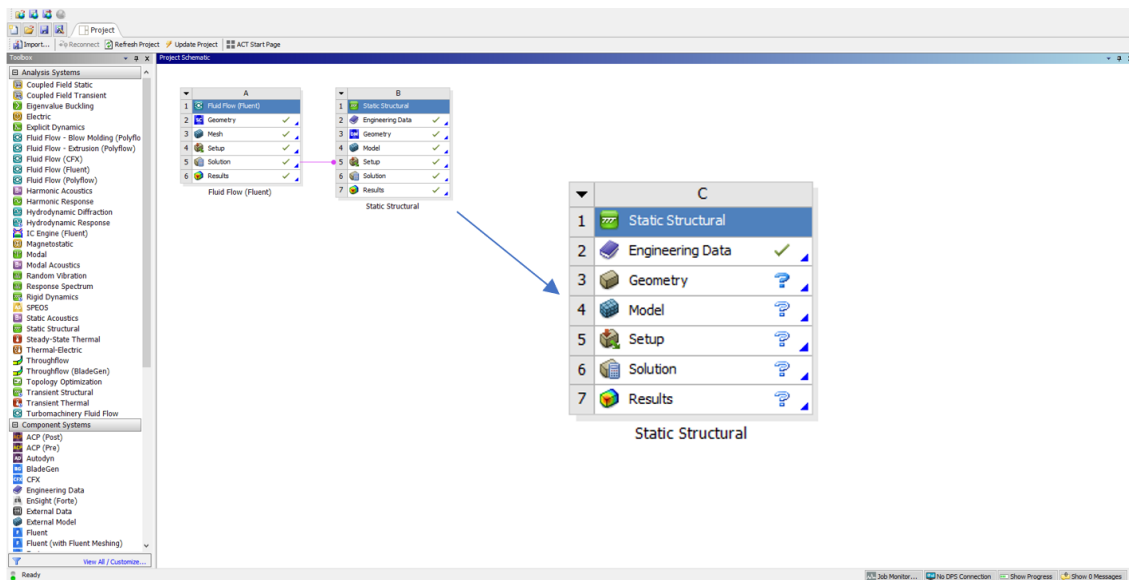 Project
Import... Reconnect Refresh Project Update Project ACT Start Page
Toolbox
Project Schematic
Analysis Systems
Coupled Field Static
Coupled Field Transient
Eigenvalue Buckling
Electric
Explicit Dynamics
Fluid Flow - Blow Molding (Polyflo
Fluid Flow - Extrusion (Polyflow)
Fluid Flow (CFX)
Fluid Flow (Fluent)
Fluid Flow (Polyflow)
Harmonic Acoustics
Harmonic Response
Hydrodynamic Diffraction
Hydrodynamic Response
IC Engine (Fluent)
Magnetostatic
Modal
Modal Acoustics
Random Vibration
Response Spectrum
Rigid Dynamics
SPEOS
Static Acoustics
Static Structural
Steady-State Thermal
Thermal-Electric
Throughflow
Throughflow (BladeGen)
Topology Optimization
Transient Structural
Transient Thermal
Turbomachinery Fluid Flow
Component Systems
ACP (Post)
ACP (Pre)
Autodyn
BladeGen
CFX
Engineering Data
EnSight (Forte)
External Data
External Model
Fluent
Fluent (with Fluent Meshing)
View All / Customize...
A
1 Fluid Flow (Fluent)
2 Geometry
3 Mesh
4 Setup
5 Solution
6 Results
Fluid Flow (Fluent)
B
1 Static Structural
2 Engineering Data
3 Geometry
4 Model
5 Setup
6 Solution
7 Results
Static Structural
C
1 Static Structural
2 Engineering Data
3 Geometry ?
4 Model ?
5 Setup ?
6 Solution ?
7 Results ?
Static Structural
Ready
Job Monitor... No DPS Connection Show Progress Show 0 Messages